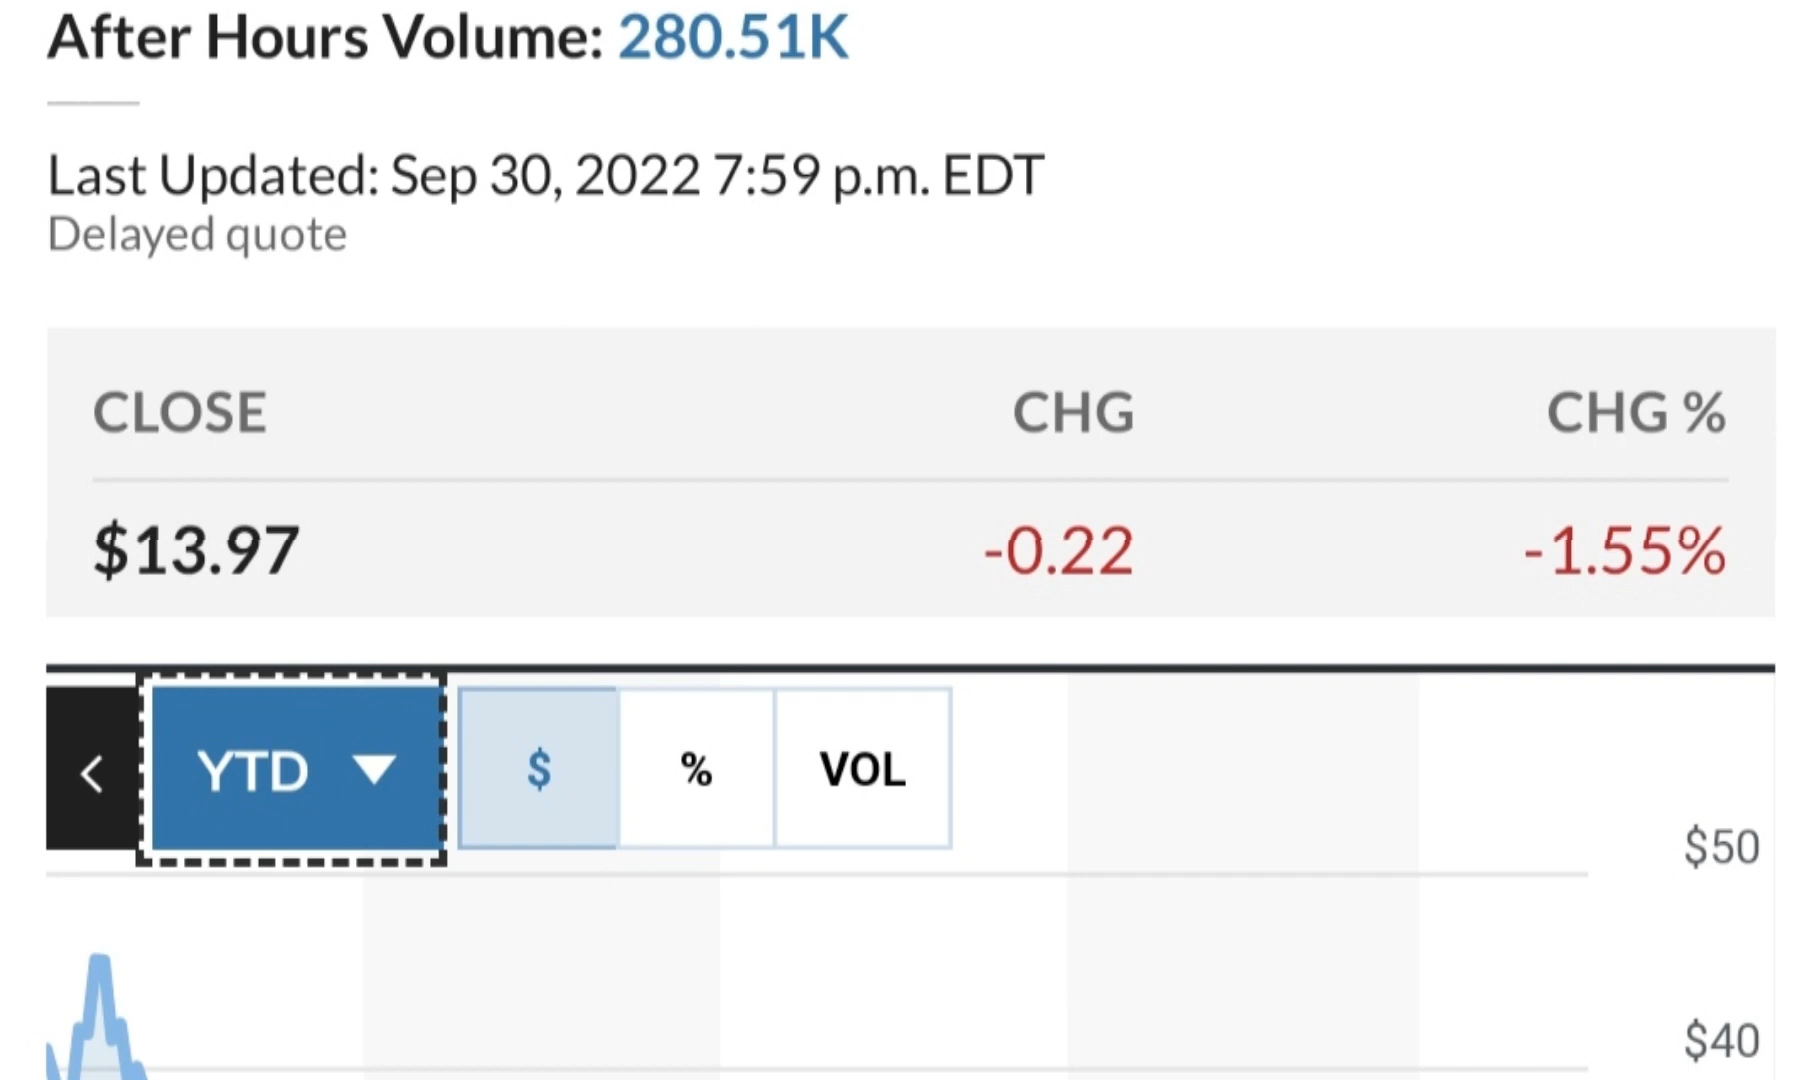 After Hours Volume: 280.51K
Last Updated: Sep 30, 2022 7:59 p.m. EDT
Delayed quote
CLOSE CHG CHG %
$13.97 -0.22 -1.55%
YTD $ % VOL
$50
$40